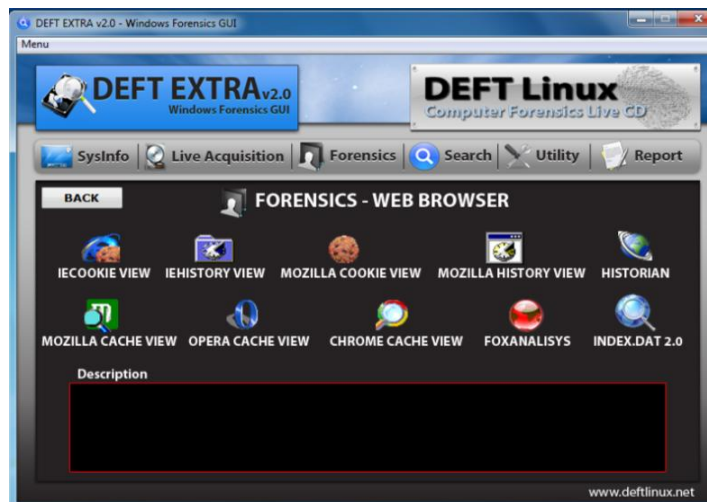 DEFT EXTRA v2.0 - Windows Forensics GUI
Menu
DEFT EXTRA v2.0
Windows Forensics GUI
DEFT Linux
Computer Forensics Live CD
SysInfo Live Acquisition Forensics Search Utility Report
BACK
FORENSICS - WEB BROWSER
IECOOKIE VIEW IEHISTORY VIEW MOZILLA COOKIE VIEW MOZILLA HISTORY VIEW HISTORIAN
MOZILLA CACHE VIEW OPERA CACHE VIEW CHROME CACHE VIEW FOXANALISYS INDEX.DAT 2.0
Description
www.deftlinux.net